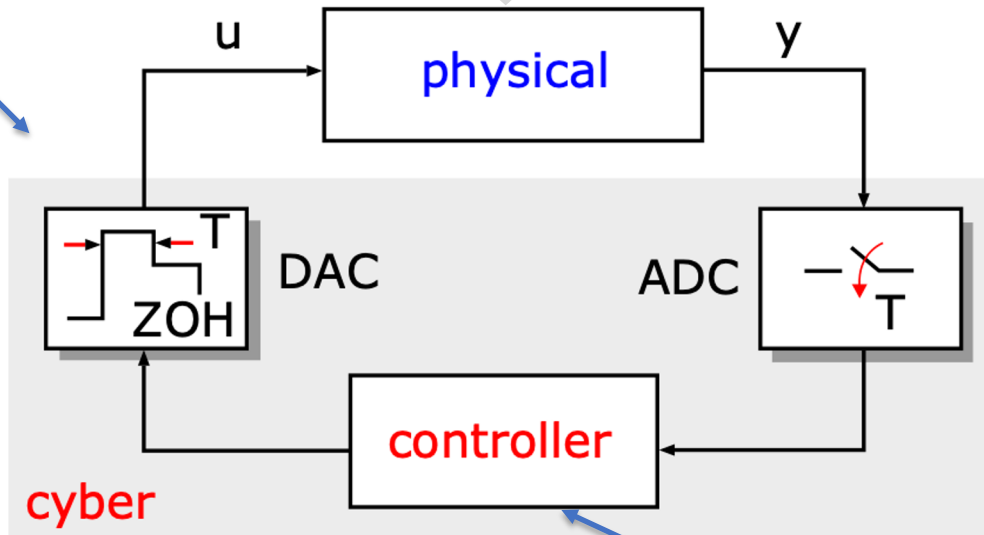 u
physical
y
T
ZOH
DAC
ADC
T
controller
cyber